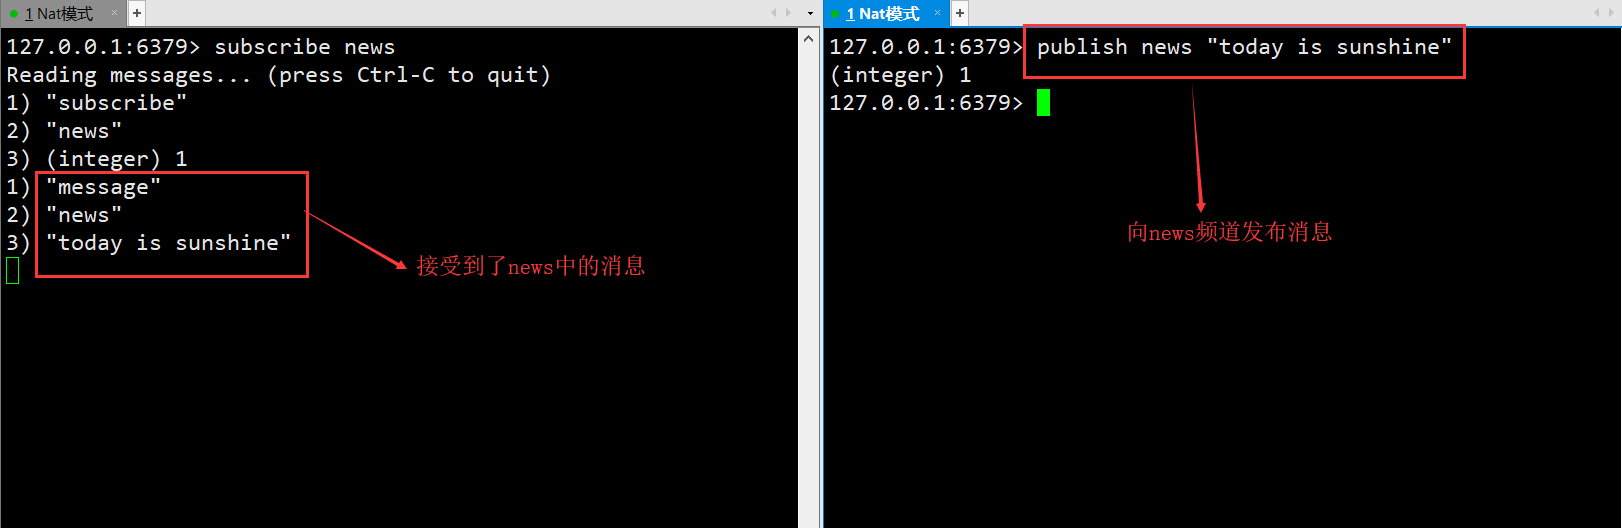 1 Nat模式
127.0.0.1:6379> subscribe news
Reading messages... (press Ctrl-C to quit)
1) "subscribe"
2) "news"
3) (integer) 1
1) "message"
2) "news"
3) "today is sunshine"
接受到了news中的消息
1 Nat模式
127.0.0.1:6379> publish news "today is sunshine"
(integer) 1
127.0.0.1:6379>
向news频道发布消息